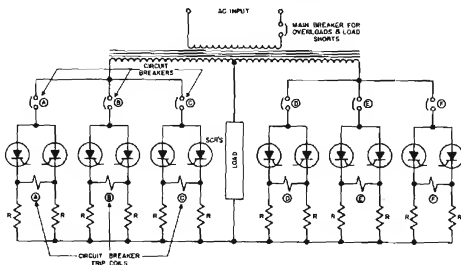 AC INPUT
MAIN BREAKER FOR
OVERLOADS & LOAD
SHORTS
CIRCUIT
BREAKERS
A
B
C
D
E
F
SCR'S
LOAD
A
B
C
D
E
F
R
R
R
R
R
R
R
R
R
R
R
R
CIRCUIT BREAKER
TRIP COILS